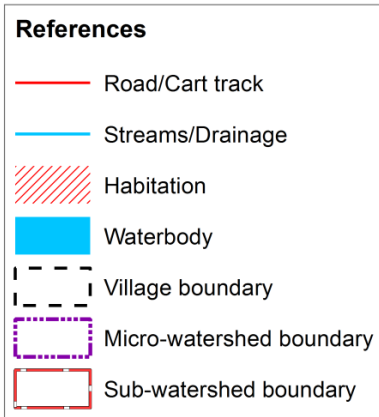 References
Road/Cart track
Streams/Drainage
Habitation
Waterbody
Village boundary
Micro-watershed boundary
Sub-watershed boundary